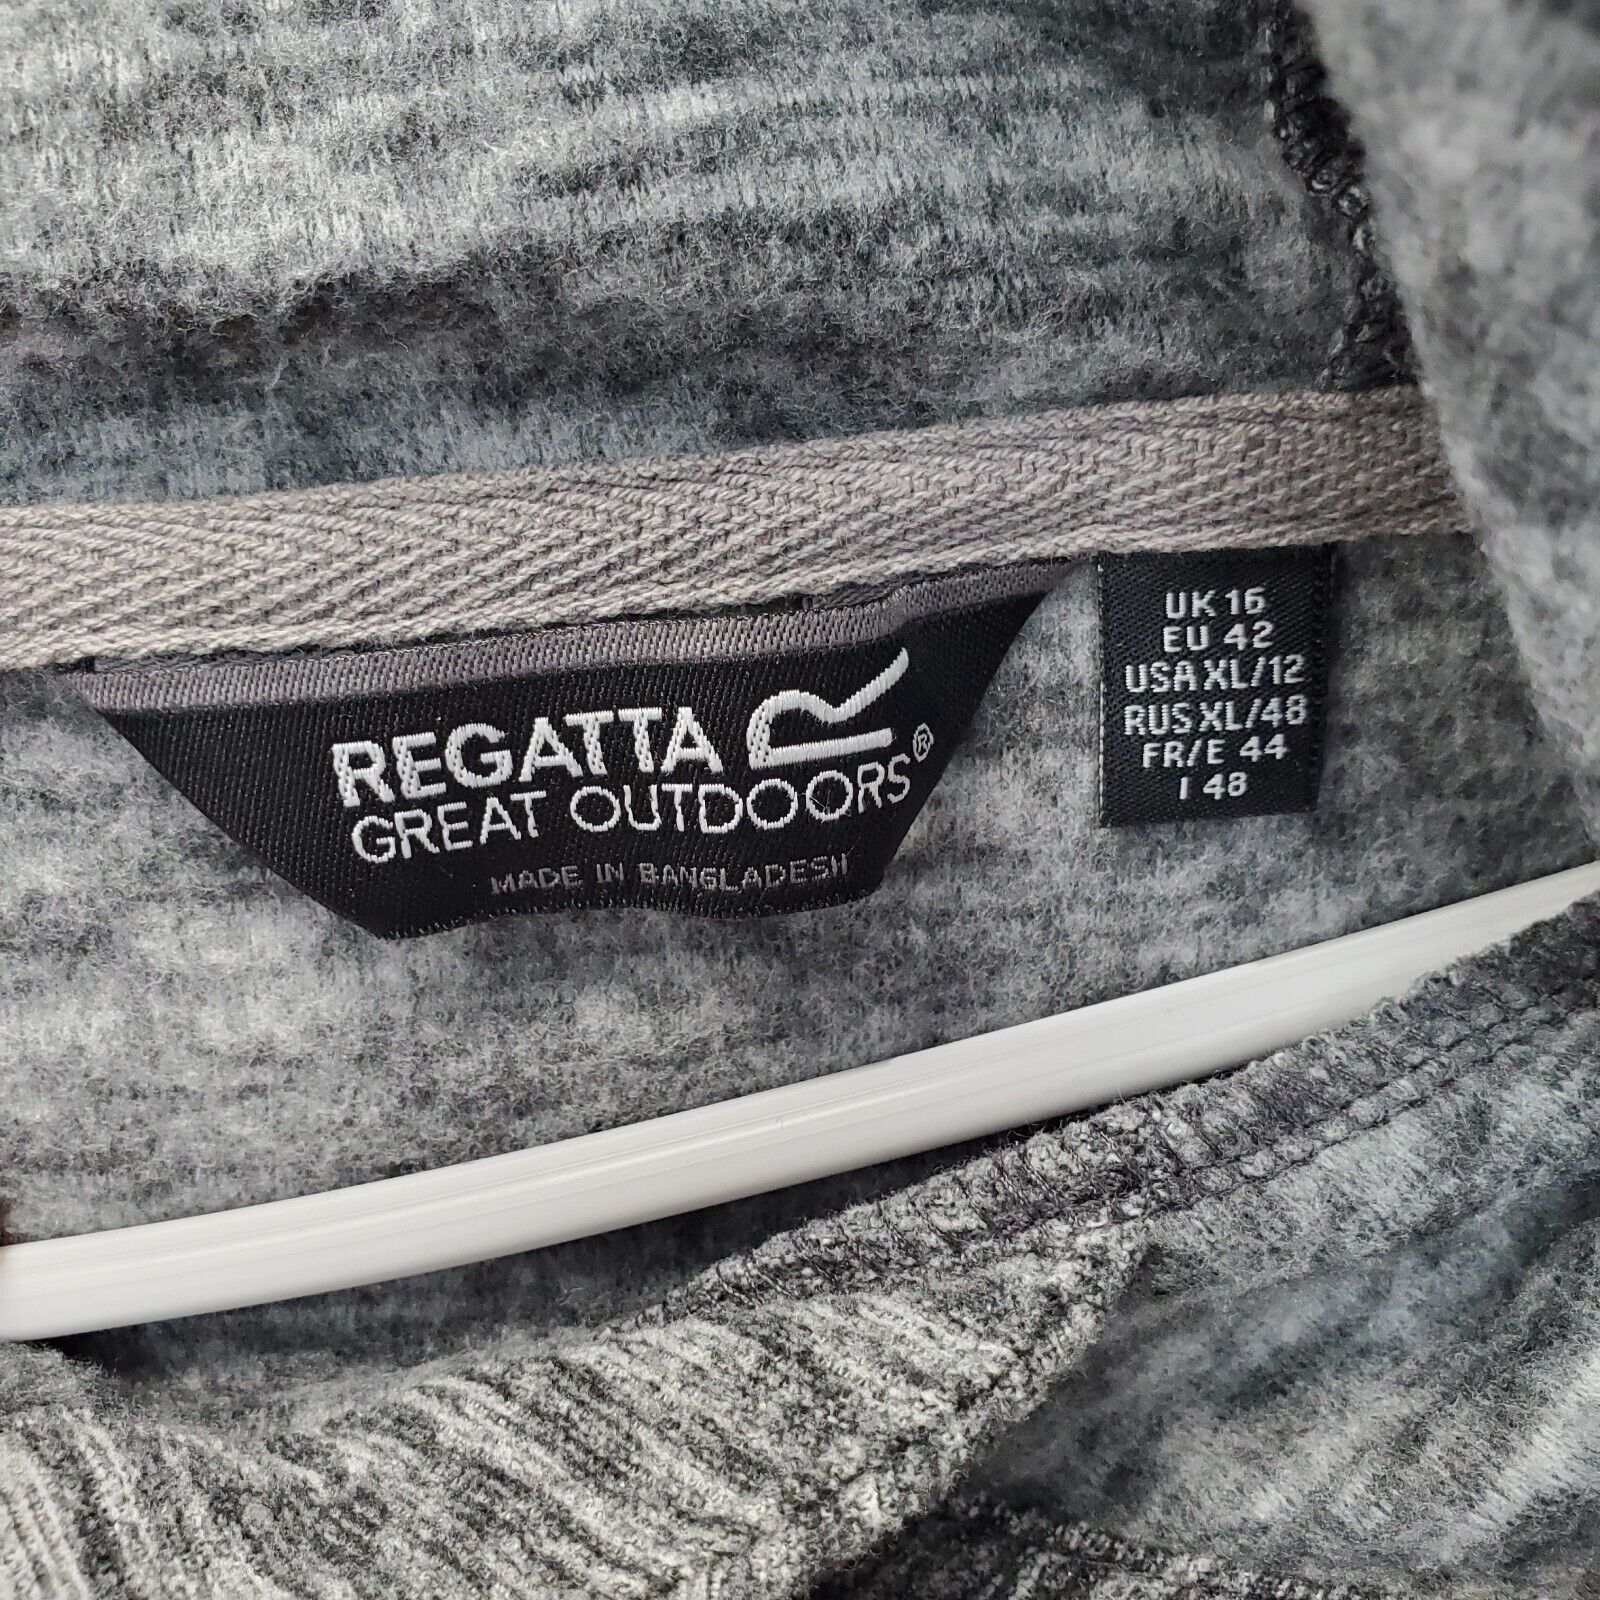 REGATTA
GREAT OUTDOORS®
MADE IN BANGLADESH
UK 16
EU 42
USA XL/12
RUS XL/48
FR/E 44
I 48